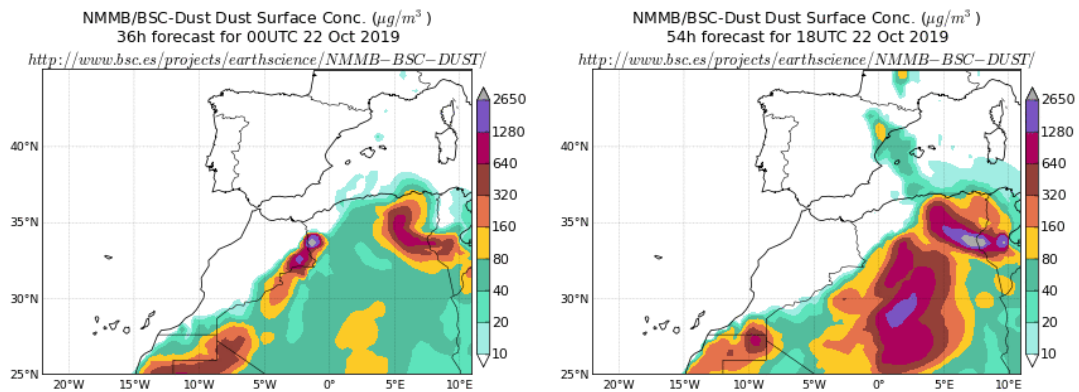 NMMB/BSC-Dust Dust Surface Conc. (μg/m³)
36h forecast for 00UTC 22 Oct 2019
http://www.bsc.es/projects/earthscience/NMMB-BSC-DUST/
40°N
35°N
30°N
25°N
20°W
15°W
10°W
5°W
0°
5°E
10°E
2650
1280
640
320
160
80
40
20
10
NMMB/BSC-Dust Dust Surface Conc. (μg/m³)
54h forecast for 18UTC 22 Oct 2019
http://www.bsc.es/projects/earthscience/NMMB-BSC-DUST/
40°N
35°N
30°N
25°N
20°W
15°W
10°W
5°W
0°
5°E
10°E
2650
1280
640
320
160
80
40
20
10